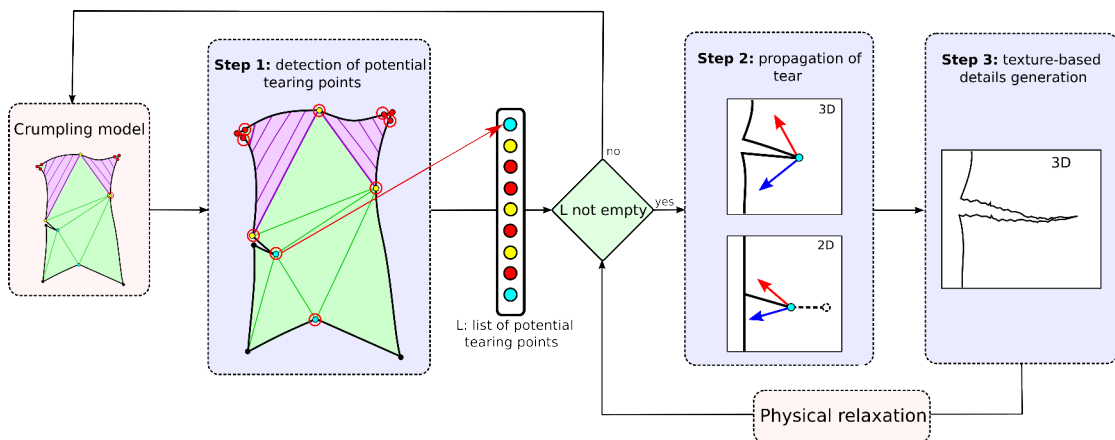 Crumpling model
Step 1: detection of potential
tearing points
L: list of potential
tearing points
no
L not empty
yes
Step 2: propagation of
tear
3D
2D
Step 3: texture-based
details generation
3D
Physical relaxation